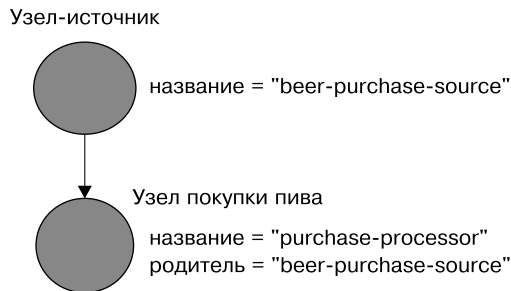 Узел-источник
название = "beer-purchase-source"
Узел покупки пива
название = "purchase-processor"
родитель = "beer-purchase-source"